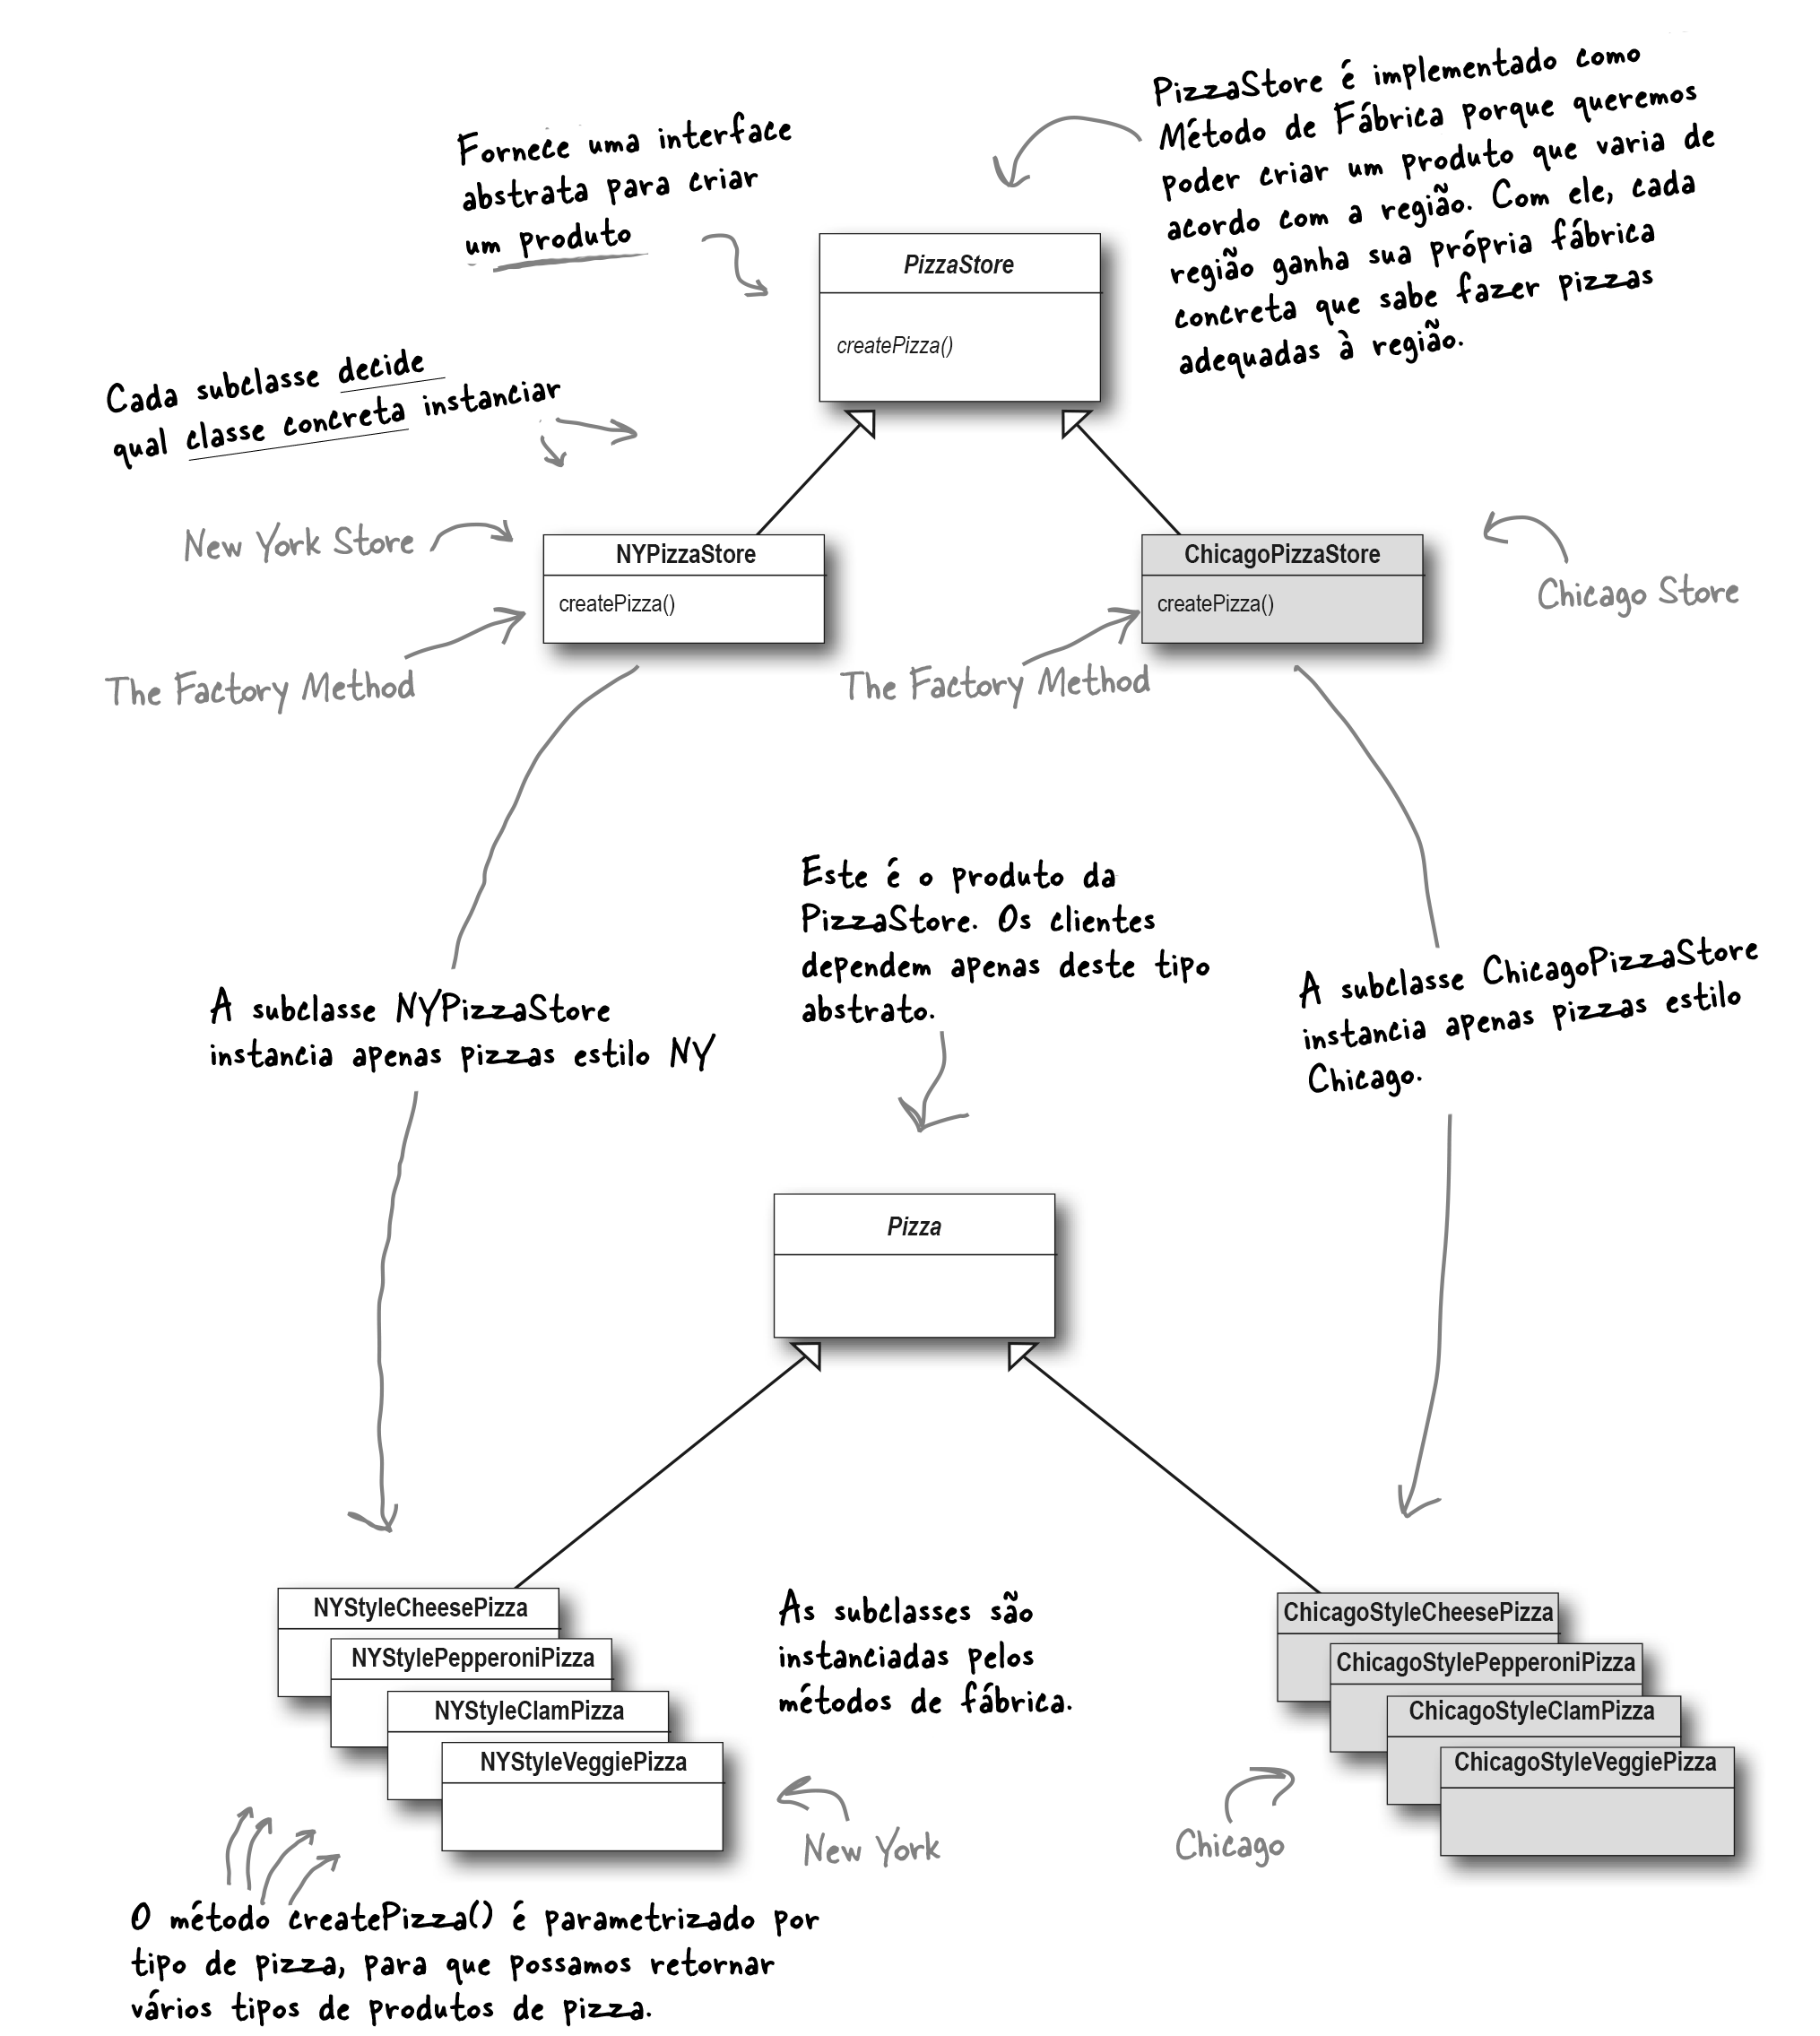 PizzaStore é implementado como
Método de Fábrica porque queremos
poder criar um produto que varia de
acordo com a região. Com ele, cada
região ganha sua própria fábrica
concreta que sabe fazer pizzas
adequadas à região.
Fornece uma interface
abstrata para criar
um produto
PizzaStore
createPizza()
Cada subclasse decide
qual classe concreta instanciar
New York Store
NYPizzaStore
createPizza()
The Factory Method
ChicagoPizzaStore
createPizza()
Chicago Store
The Factory Method
Este é o produto da
PizzaStore. Os clientes
dependem apenas deste tipo
abstrato.
A subclasse NYPizzaStore
instancia apenas pizzas estilo NY
A subclasse ChicagoPizzaStore
instancia apenas pizzas estilo
Chicago.
Pizza
NYStyleCheesePizza
NYStylePepperoniPizza
NYStyleClamPizza
NYStyleVeggiePizza
As subclasses são
instanciadas pelos
métodos de fábrica.
ChicagoStyleCheesePizza
ChicagoStylePepperoniPizza
ChicagoStyleClamPizza
ChicagoStyleVeggiePizza
New York
Chicago
O método createPizza() é parametrizado por
tipo de pizza, para que possamos retornar
vários tipos de produtos de pizza.